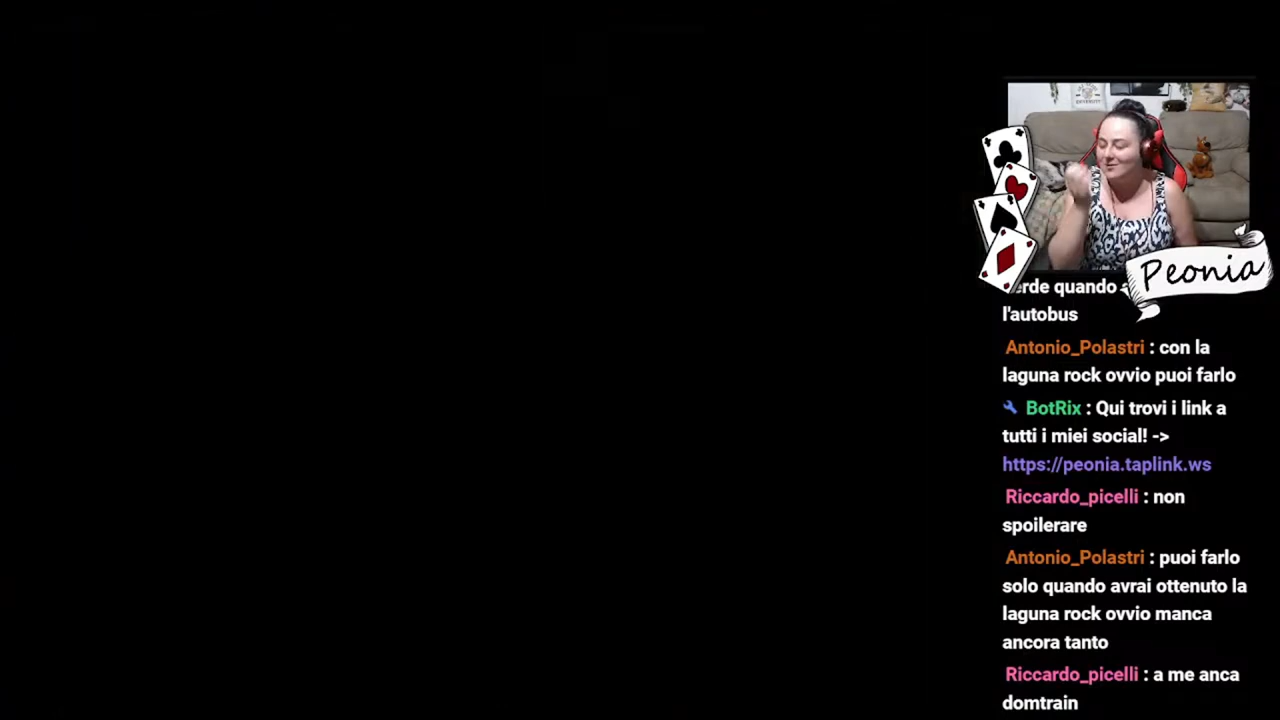 Peonia
erde quando
l'autobus
Antonio_Polastri : con la
laguna rock ovvio puoi farlo
BotRix : Qui trovi i link a
tutti i miei social! ->
https://peonia.taplink.ws
Riccardo_picelli : non
spoilerare
Antonio_Polastri : puoi farlo
solo quando avrai ottenuto la
laguna rock ovvio manca
ancora tanto
Riccardo_picelli : a me anca
domtrain